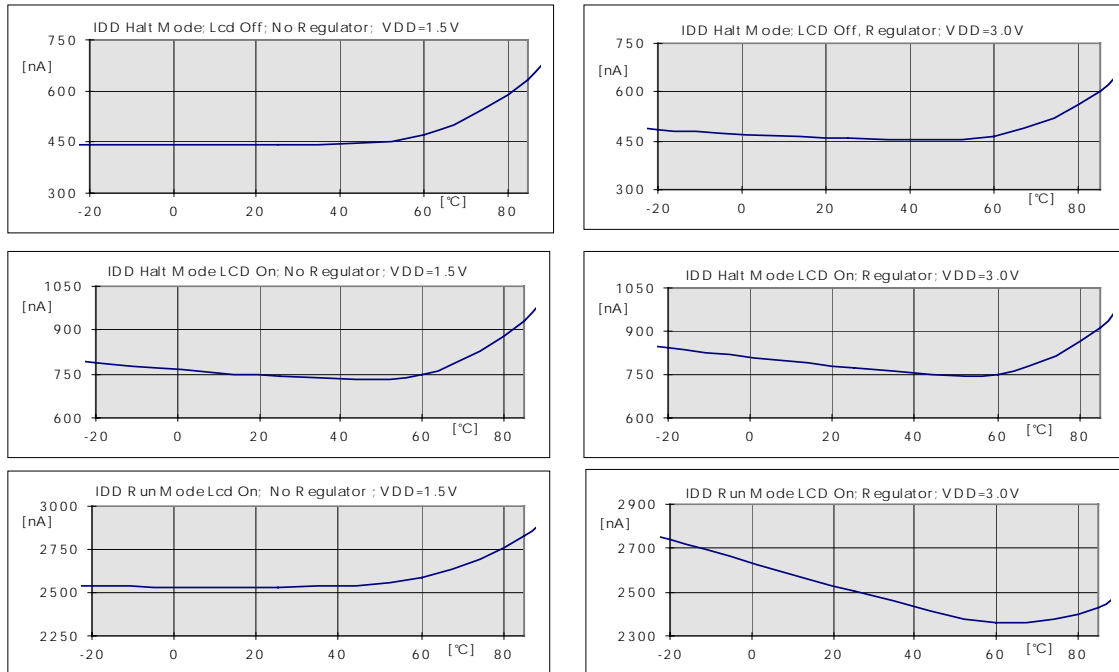 IDD Halt Mode; Lcd Off; No Regulator; VDD=1.5V
750
[nA]
600
450
300
[°C]
-20 0 20 40 60 80
IDD Halt Mode; LCD Off, Regulator; VDD=3.0V
750
[nA]
600
450
300
[°C]
-20 0 20 40 60 80
IDD Halt Mode LCD On; No Regulator; VDD=1.5V
1050
[nA]
900
750
600
[°C]
-20 0 20 40 60 80
IDD Halt Mode LCD On; Regulator; VDD=3.0V
1050
[nA]
900
750
600
[°C]
-20 0 20 40 60 80
IDD Run Mode Lcd On; No Regulator ; VDD=1.5V
3000
[nA]
2750
2500
2250
-20 0 20 40 60 80
IDD Run Mode LCD On; Regulator; VDD=3.0V
2900
[nA]
2700
2500
2300
-20 0 20 40 60 80